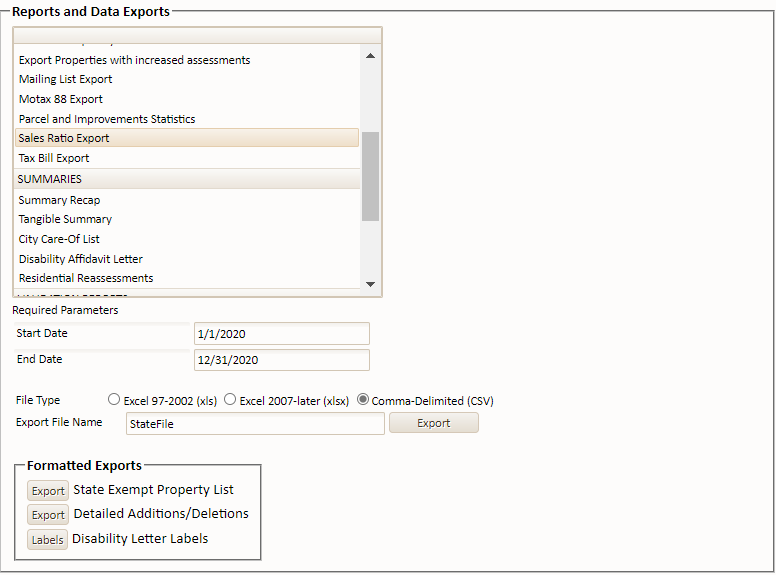 Reports and Data Exports
Export Properties with increased assessments
Mailing List Export
Motax 88 Export
Parcel and Improvements Statistics
Sales Ratio Export
Tax Bill Export
SUMMARIES
Summary Recap
Tangible Summary
City Care-Of List
Disability Affidavit Letter
Residential Reassessments
Required Parameters
Start Date 1/1/2020
End Date 12/31/2020
File Type Excel 97-2002 (xls) Excel 2007-later (xlsx) Comma-Delimited (CSV)
Export File Name StateFile Export
Formatted Exports
Export State Exempt Property List
Export Detailed Additions/Deletions
Labels Disability Letter Labels